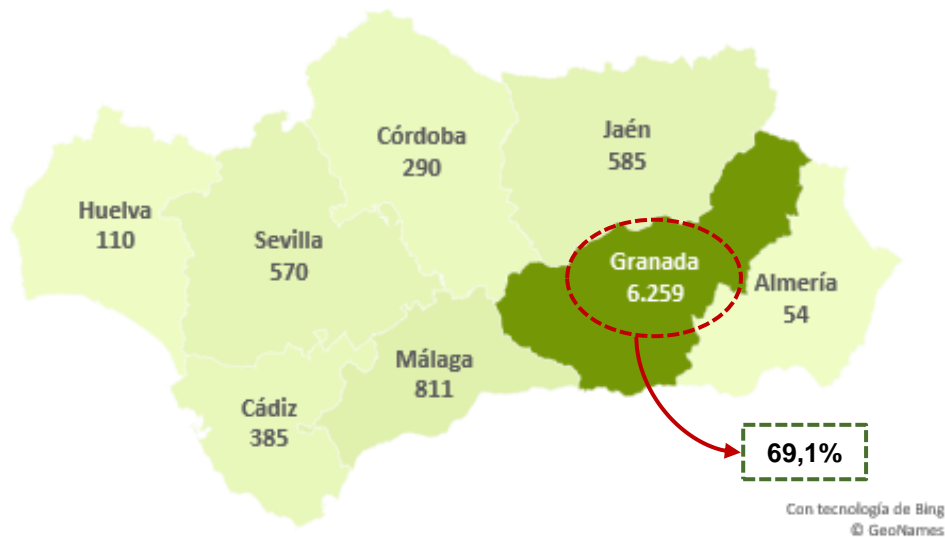 Córdoba
290
Jaén
585
Huelva
110
Sevilla
570
Granada
6.259
Almería
54
Málaga
811
Cádiz
385
69,1%
Con tecnología de Bing
© GeoNames